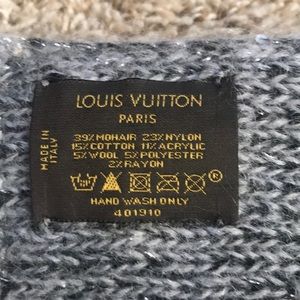 LOUIS VUITTON
PARIS
39%MOHAIR 23%NYLON
15%COTTON 11%ACRYLIC
5%WOOL 5%POLYESTER
2%RAYON
®
HAND WASH ONLY
401910
MADE IN
ITALY